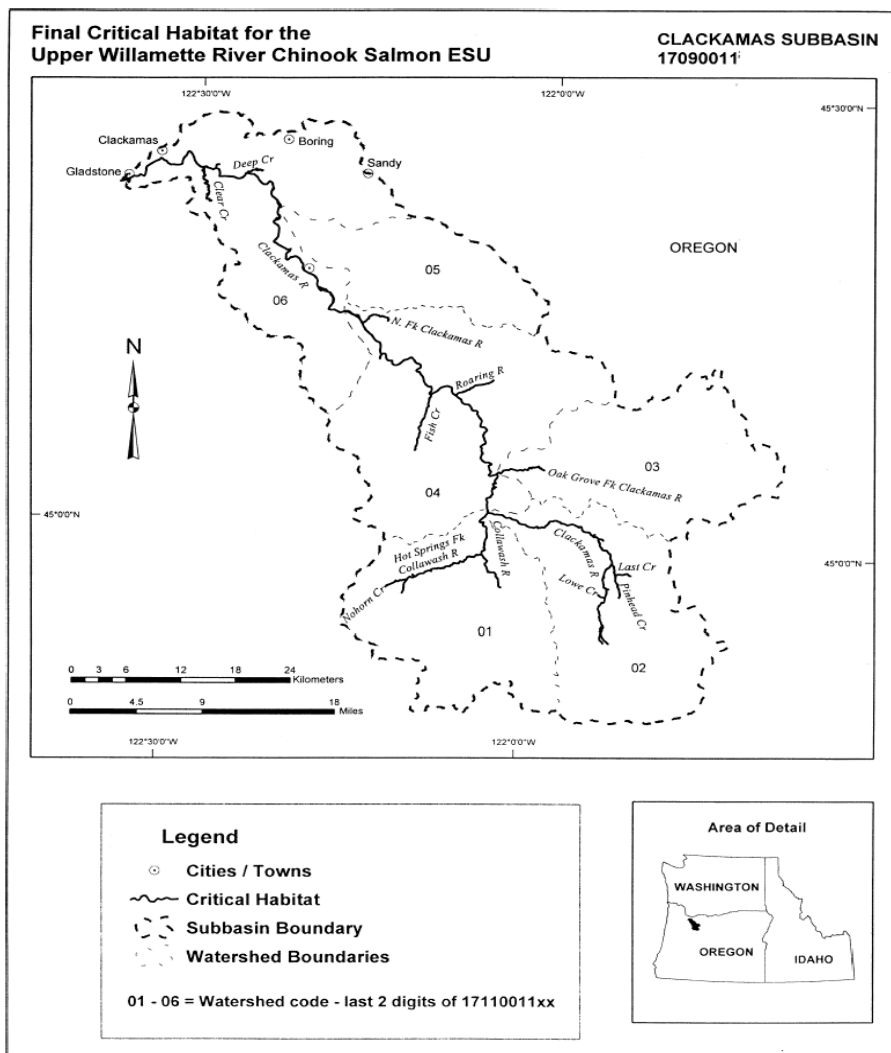 Final Critical Habitat for the
Upper Willamette River Chinook Salmon ESU
CLACKAMAS SUBBASIN
17090011
122°30'0"W
122°0'0"W
45°30'0"N
Clackamas
Boring
Gladstone
Deep Cr
Sandy
Clear Cr
OREGON
Clackamas R
05
06
N. Fk Clackamas R
N
Roaring R
Fish Cr
03
Oak Grove Fk Clackamas R
04
45°0'0"N
Hot Springs Fk
Collawash R
Collawash R
Clackamas R
45°0'0"N
Last Cr
Lowe Cr
Pinhead Cr
Nohorn Cr
01
02
0 3 6 12 18 24
Kilometers
0 4.5 9 18
Miles
122°30'0"W
122°0'0"W
Legend
Cities / Towns
Critical Habitat
Subbasin Boundary
Watershed Boundaries
01 - 06 = Watershed code - last 2 digits of 17110011xx
Area of Detail
WASHINGTON
OREGON
IDAHO